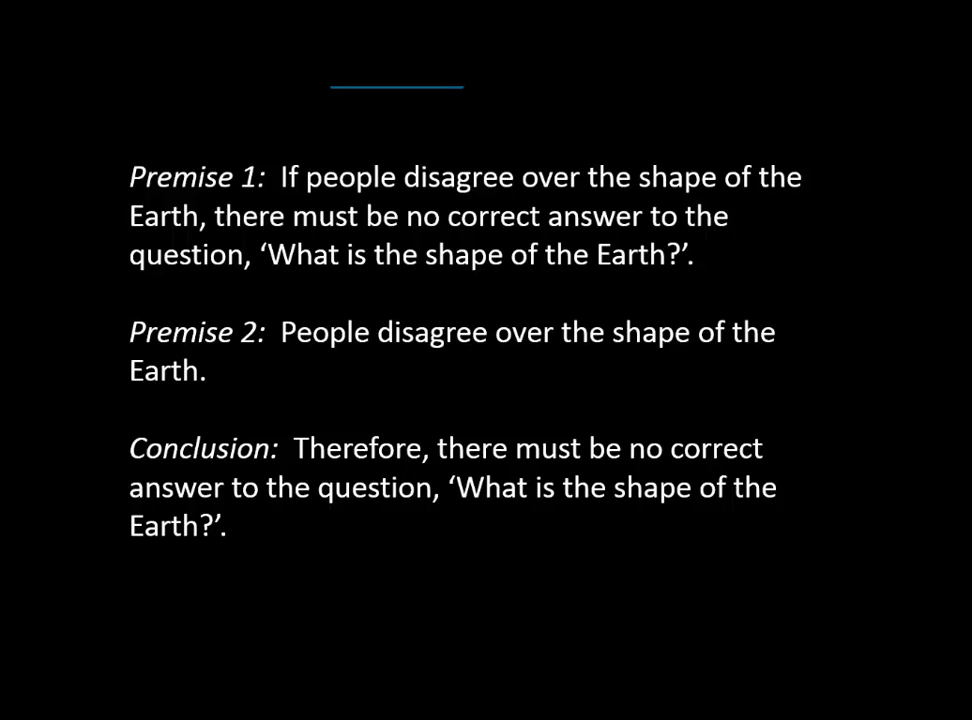 Premise 1:  If people disagree over the shape of the
Earth, there must be no correct answer to the
question, ‘What is the shape of the Earth?’.
Premise 2:  People disagree over the shape of the
Earth.
Conclusion:  Therefore, there must be no correct
answer to the question, ‘What is the shape of the
Earth?’.